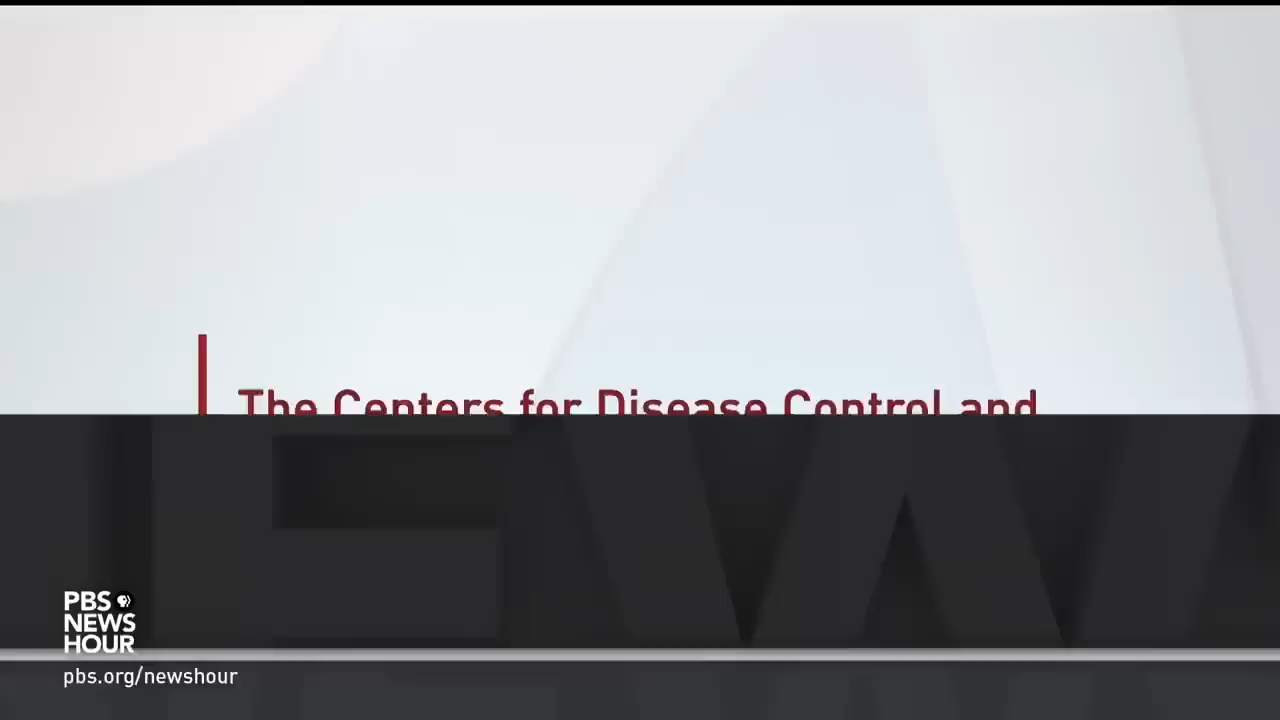 The Centers for Disease Control and
PBS
NEWS
HOUR
pbs.org/newshour